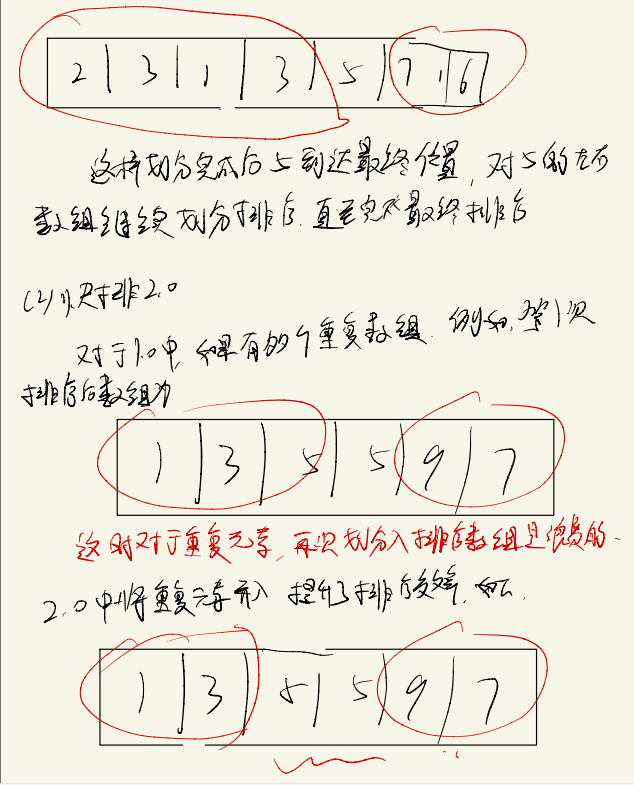 2 3 1 3 5 7 1 6
这样划分完成后5到达最终位置,对5的左右
数组继续划分排序.直至完成最终排序
(2)快排2.0
对于1.0中,如果有多个重复数组.例如,第1次
排序后数组为
1 3 5 5 9 7
这时对于重复元素,再次划分入排序数组是浪费的.
2.0中将重复元素 提升了排序效率.如下.
1 3 5 5 9 7